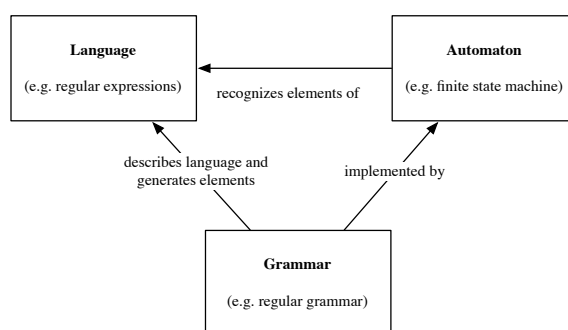 Language
(e.g. regular expressions)
Automaton
(e.g. finite state machine)
recognizes elements of
describes language and
generates elements
implemented by
Grammar
(e.g. regular grammar)